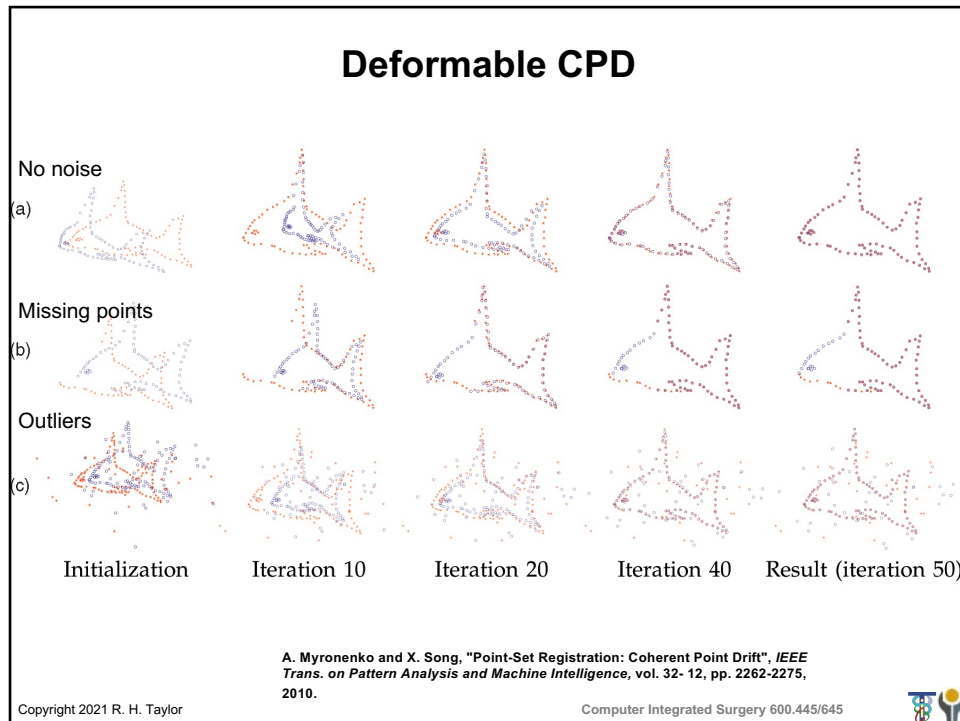 Deformable CPD
No noise
(a)
Missing points
(b)
Outliers
(c)
Initialization Iteration 10 Iteration 20 Iteration 40 Result (iteration 50)
A. Myronenko and X. Song, "Point-Set Registration: Coherent Point Drift", IEEE
Trans. on Pattern Analysis and Machine Intelligence, vol. 32- 12, pp. 2262-2275,
2010.
Copyright 2021 R. H. Taylor
Computer Integrated Surgery 600.445/645